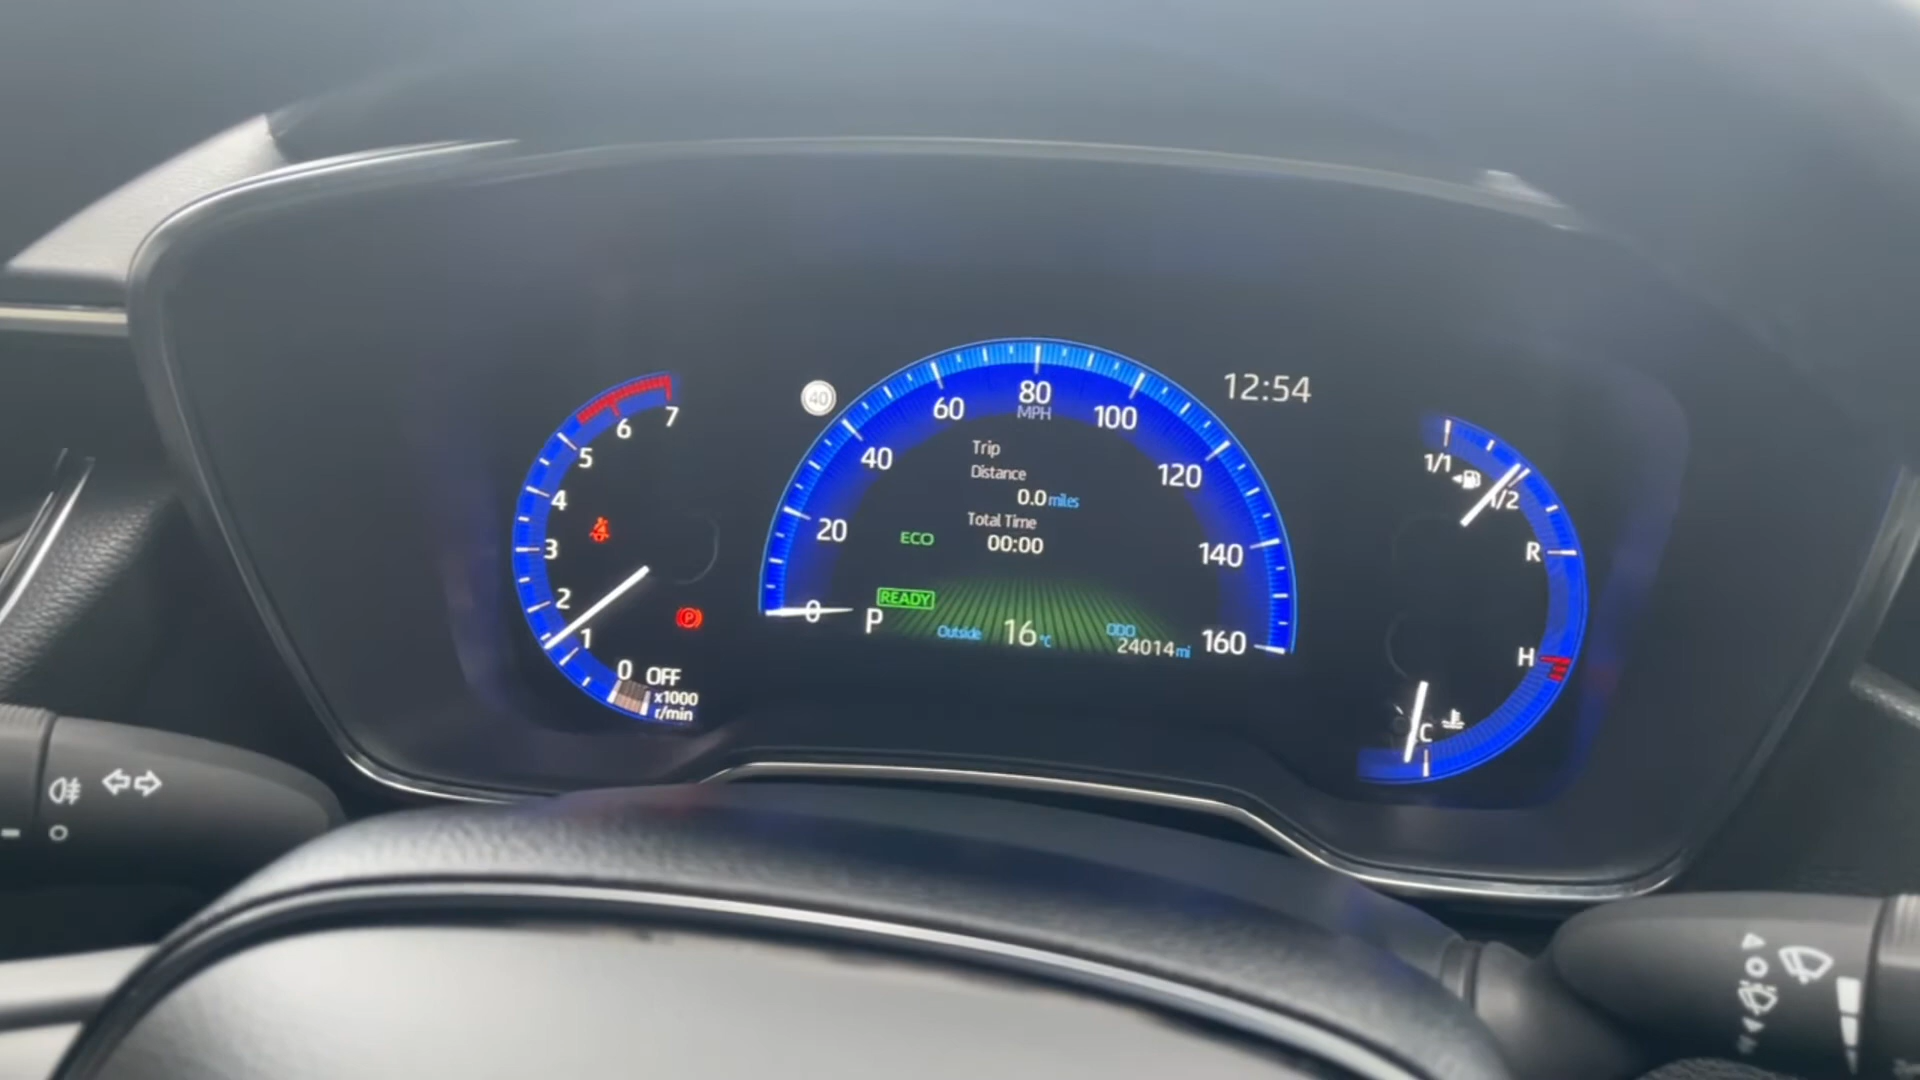 7
6
5
4
3
2
1
0 OFF
x1000
r/min
40
0
20
40
60
80
MPH
100
120
140
160
12:54
Trip
Distance
0.0 miles
Total Time
00:00
ECO
READY
P
Outside 16°C
ODO
24014 mi
1/1
1/2
R
H
C